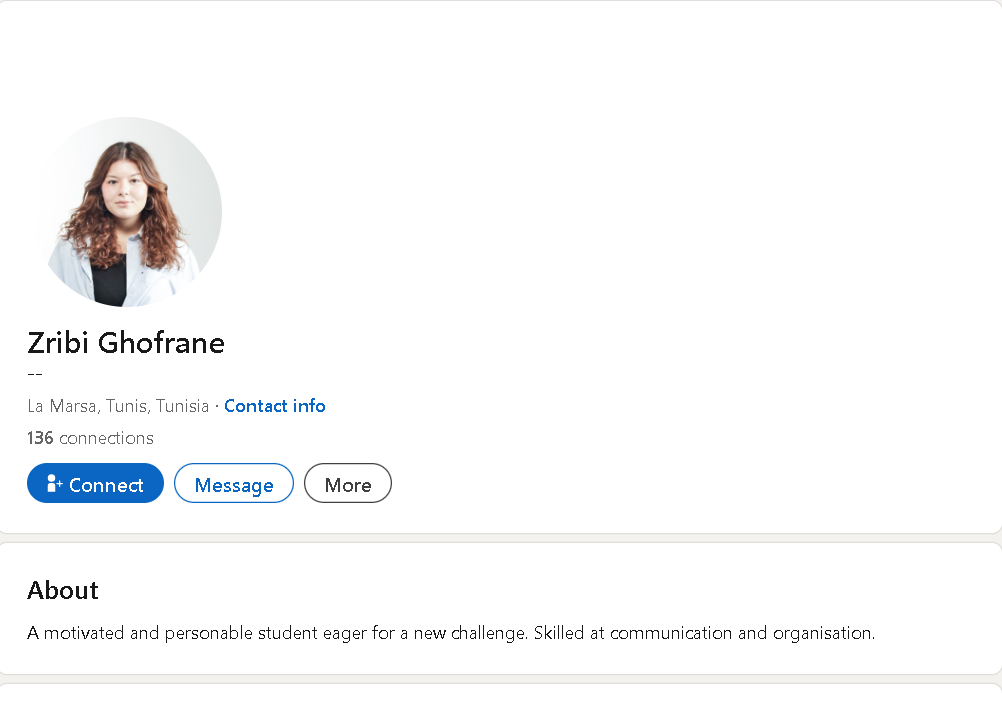 Zribi Ghofrane
--
La Marsa, Tunis, Tunisia · Contact info
136 connections
Connect Message More
About
A motivated and personable student eager for a new challenge. Skilled at communication and organisation.